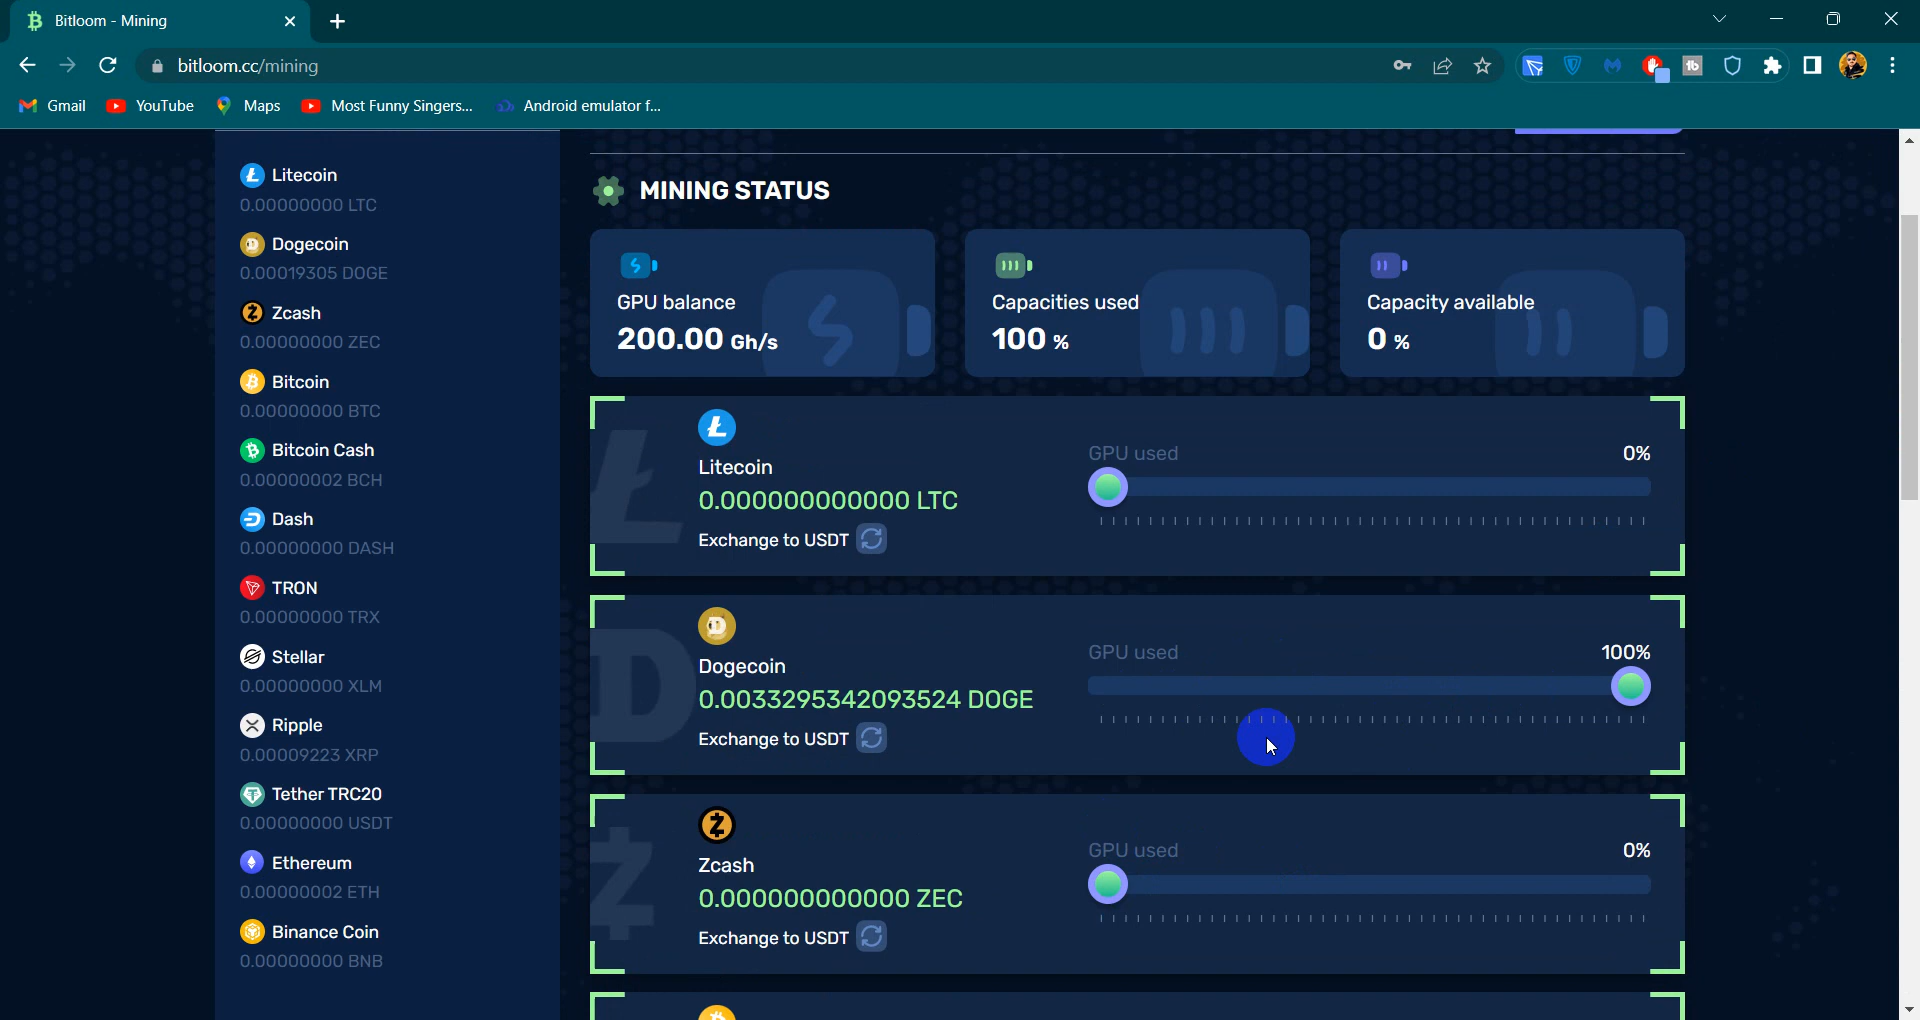 Bitloom - Mining
bitloom.cc/mining
Gmail
YouTube
Maps
Most Funny Singers...
Android emulator f...
Litecoin
0.00000000 LTC
Dogecoin
0.00019305 DOGE
Zcash
0.00000000 ZEC
Bitcoin
0.00000000 BTC
Bitcoin Cash
0.00000002 BCH
Dash
0.00000000 DASH
TRON
0.00000000 TRX
Stellar
0.00000000 XLM
Ripple
0.00009223 XRP
Tether TRC20
0.00000000 USDT
Ethereum
0.00000002 ETH
Binance Coin
0.00000000 BNB
MINING STATUS
GPU balance
200.00 Gh/s
Capacities used
100 %
Capacity available
0 %
Litecoin
0.000000000000 LTC
Exchange to USDT
GPU used 0%
Dogecoin
0.0033295342093524 DOGE
Exchange to USDT
GPU used 100%
Zcash
0.000000000000 ZEC
Exchange to USDT
GPU used 0%